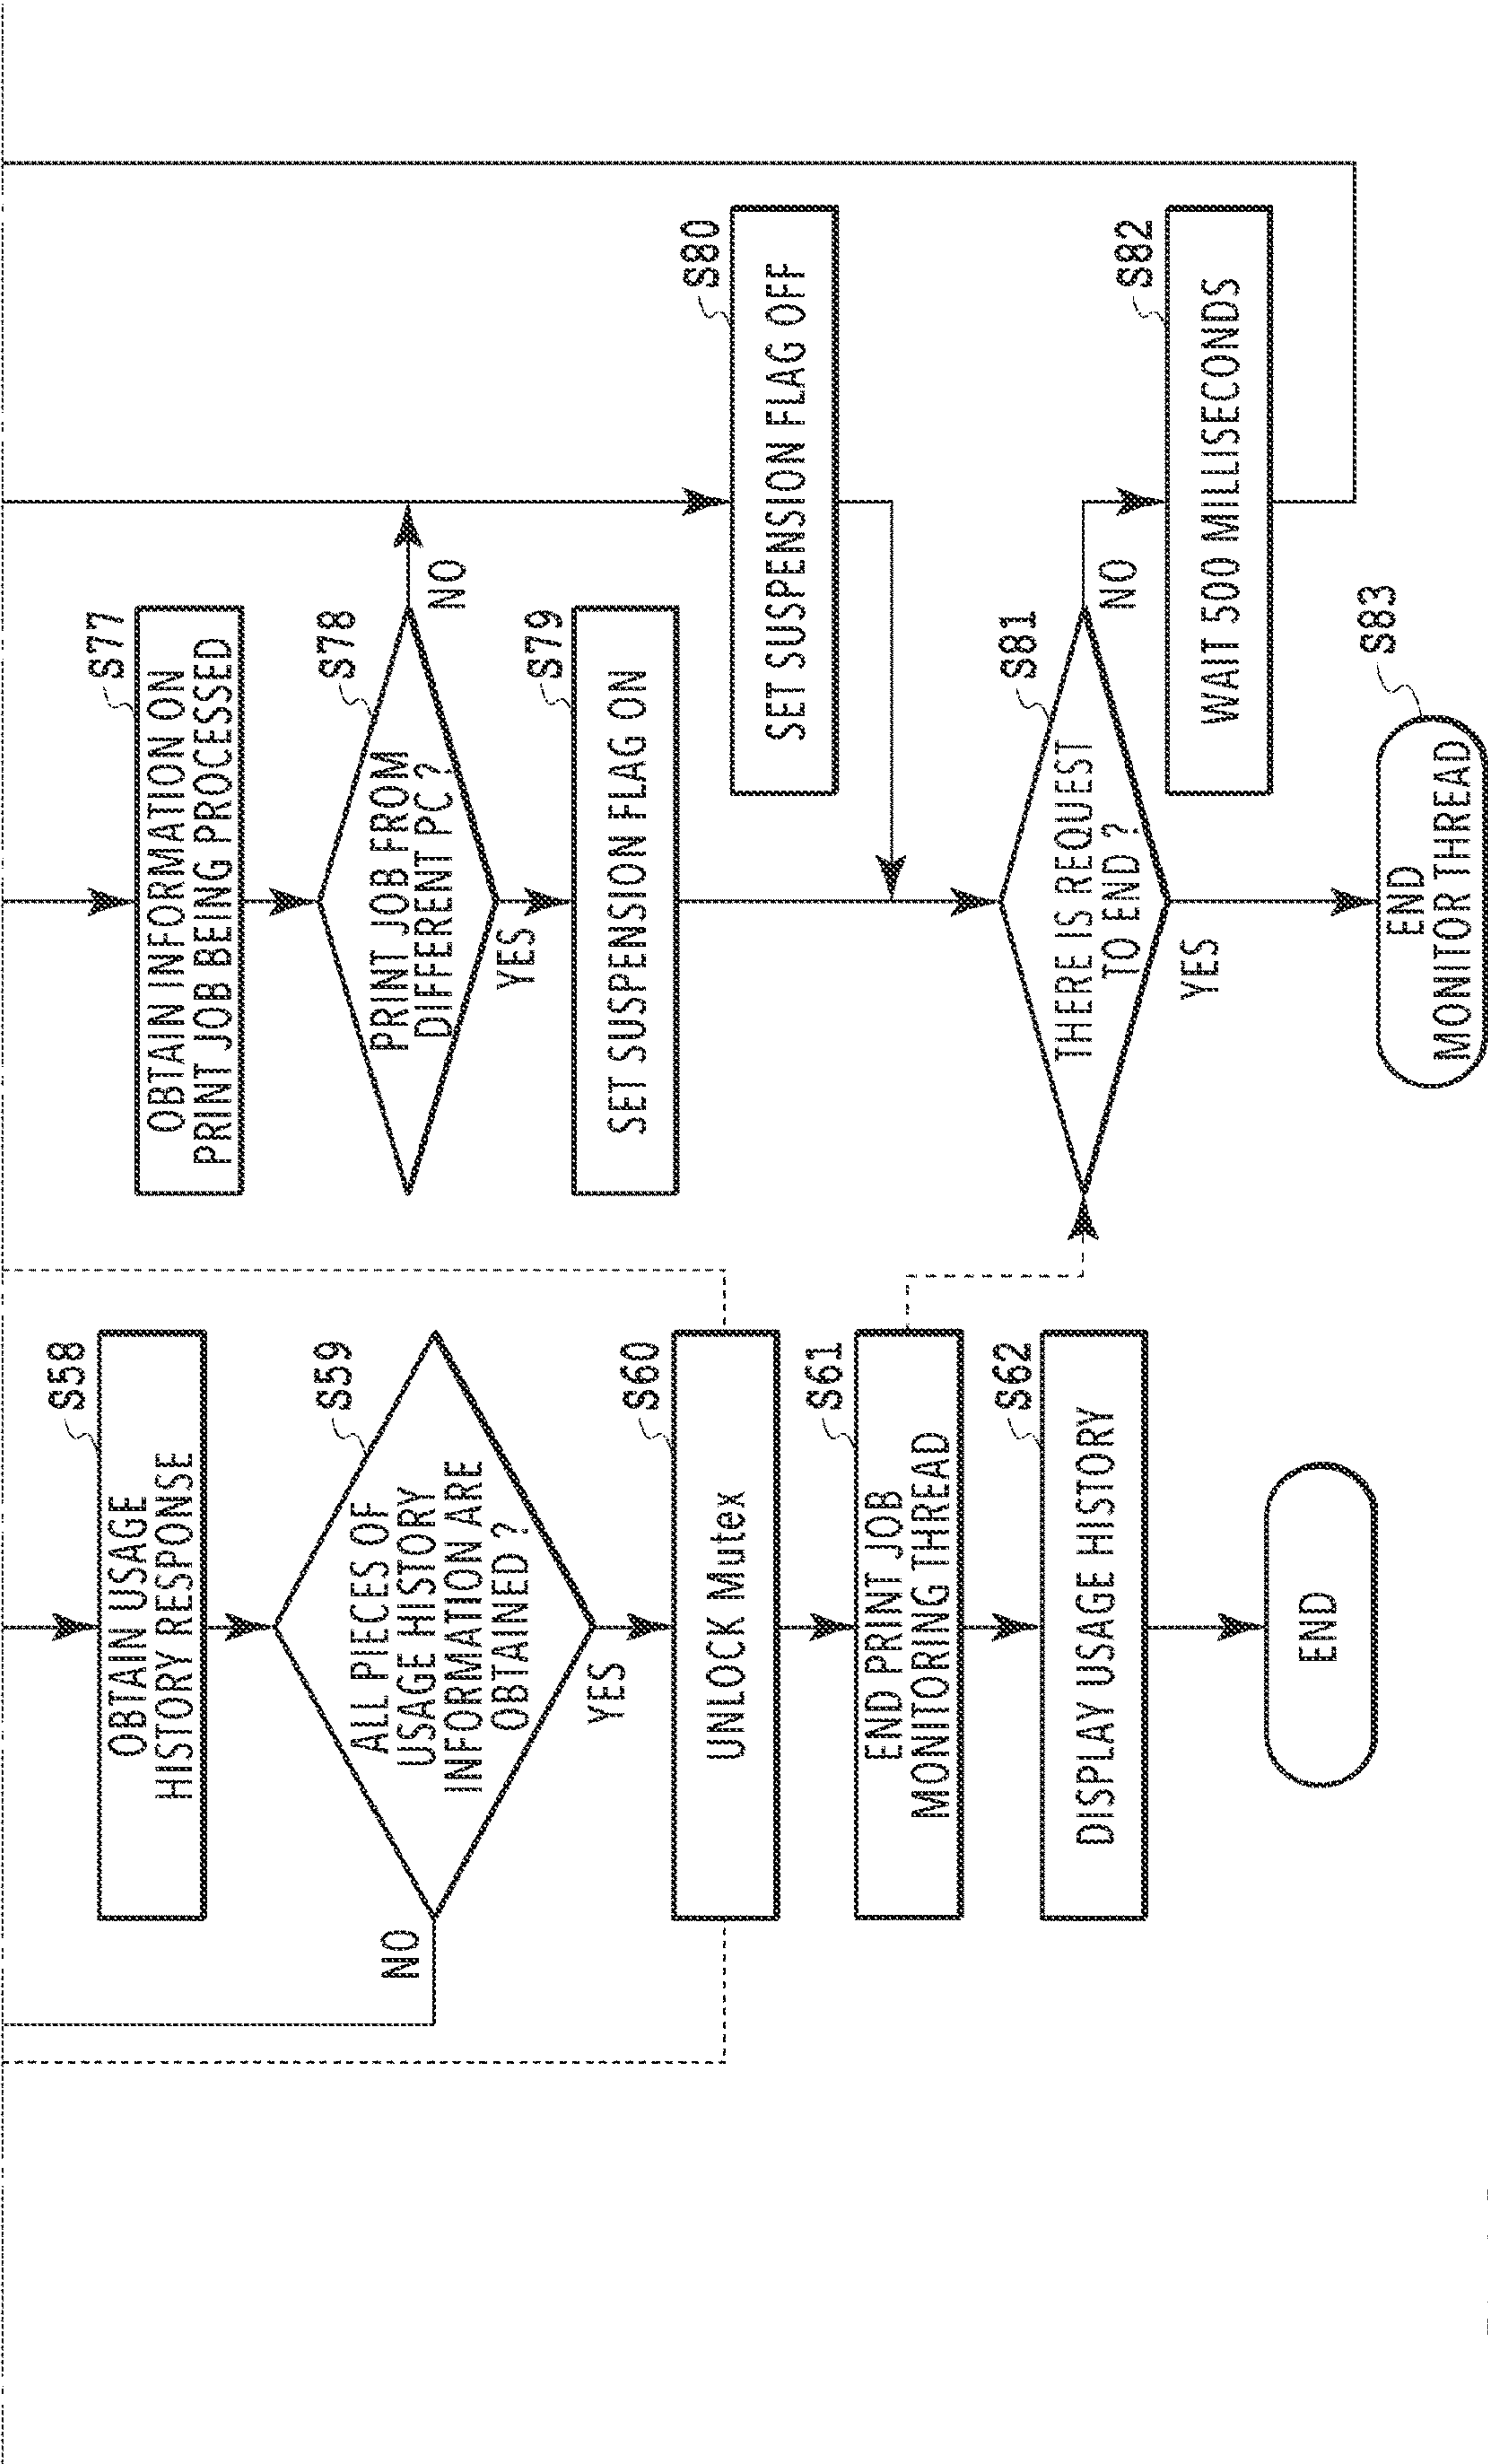 S58
OBTAIN USAGE
HISTORY RESPONSE
S59
ALL PIECES OF
USAGE HISTORY
INFORMATION ARE
OBTAINED ?
NO
YES
S60
UNLOCK Mutex
S61
END PRINT JOB
MONITORING THREAD
S62
DISPLAY USAGE HISTORY
END
S77
OBTAIN INFORMATION ON
PRINT JOB BEING PROCESSED
S78
PRINT JOB FROM
DIFFERENT PC ?
NO
YES
S79
SET SUSPENSION FLAG ON
S80
SET SUSPENSION FLAG OFF
S81
THERE IS REQUEST
TO END ?
NO
YES
S82
WAIT 500 MILLISECONDS
S83
END
MONITOR THREAD